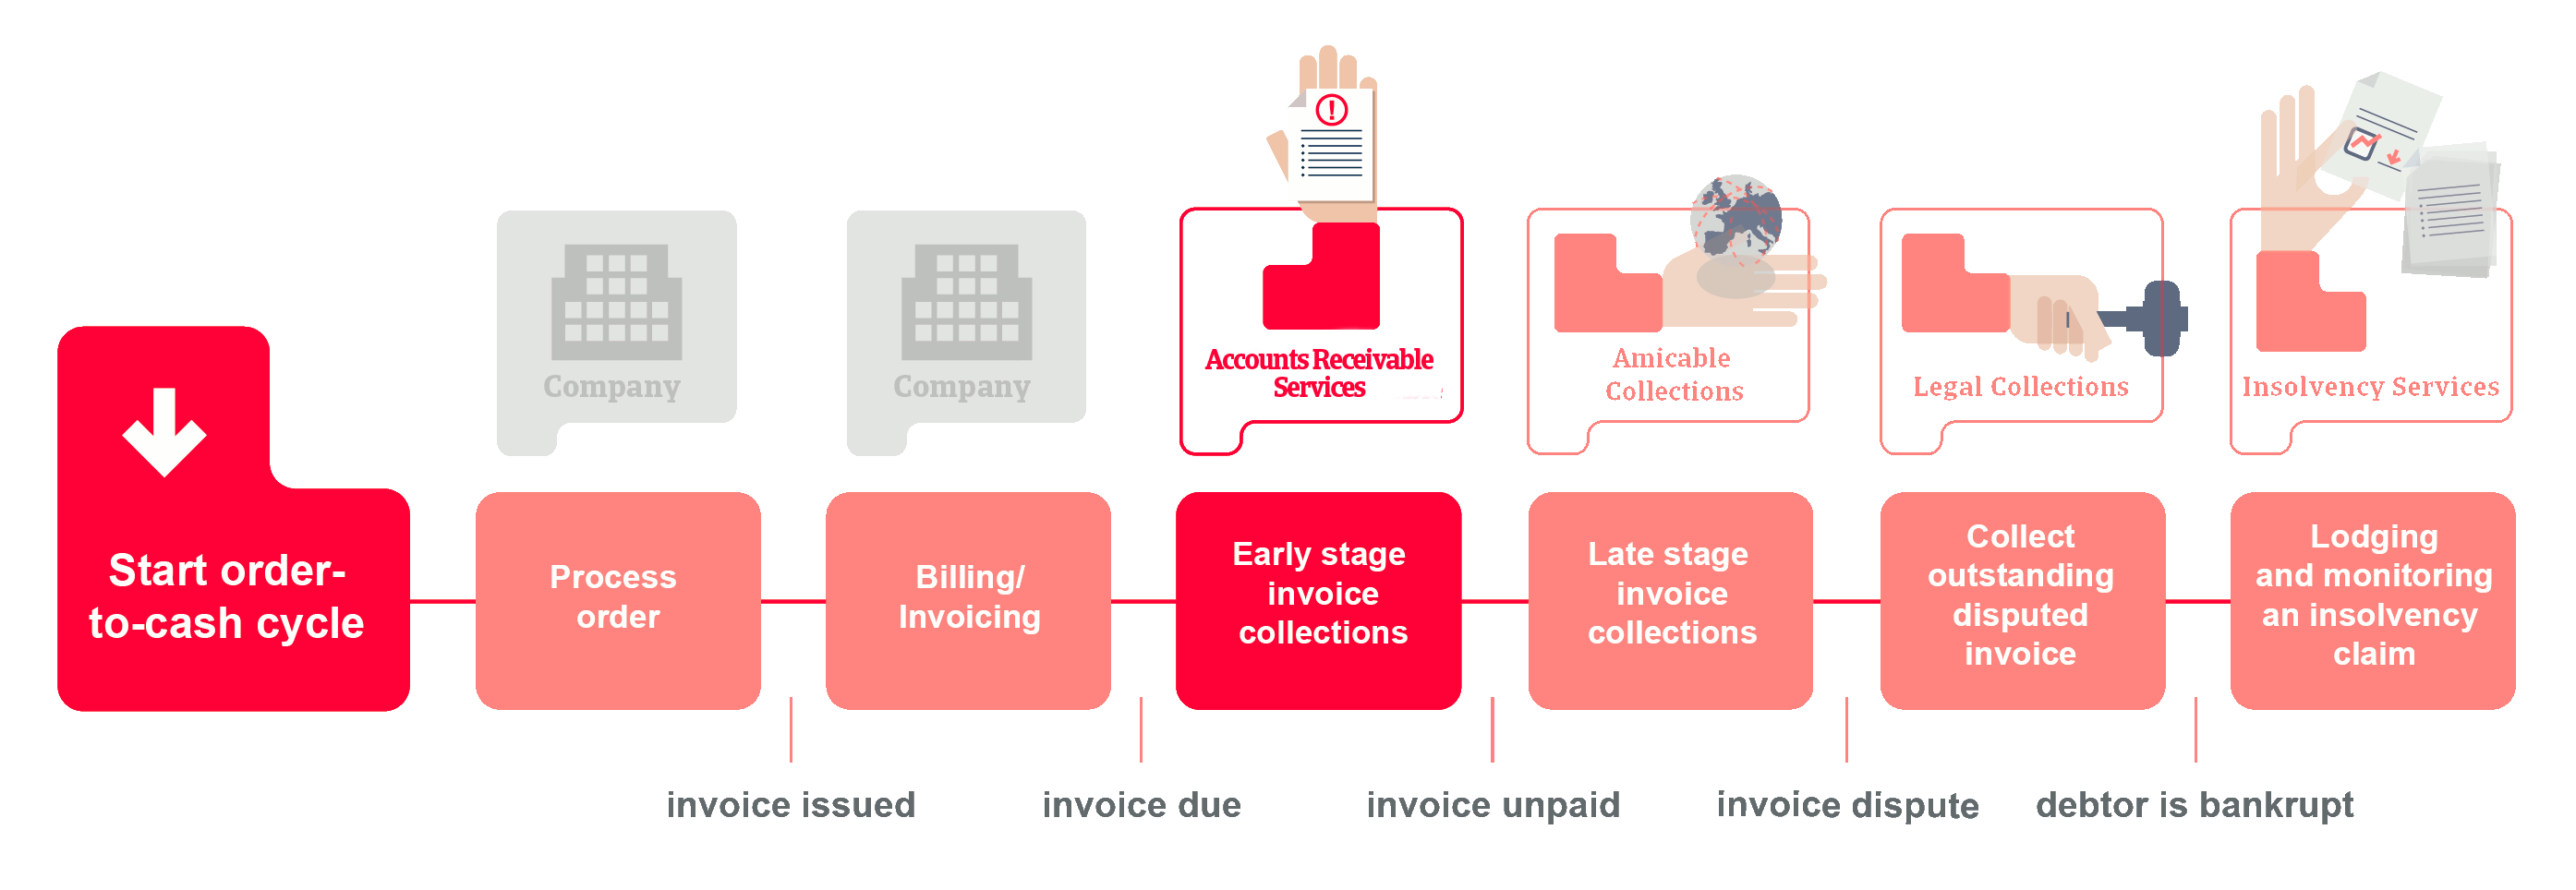 Company
Company
Accounts Receivable
Services
Amicable
Collections
Legal Collections
Insolvency Services
Start order-
to-cash cycle
Process
order
Billing/
Invoicing
Early stage
invoice
collections
Late stage
invoice
collections
Collect
outstanding
disputed
invoice
Lodging
and monitoring
an insolvency
claim
invoice issued
invoice due
invoice unpaid
invoice dispute
debtor is bankrupt